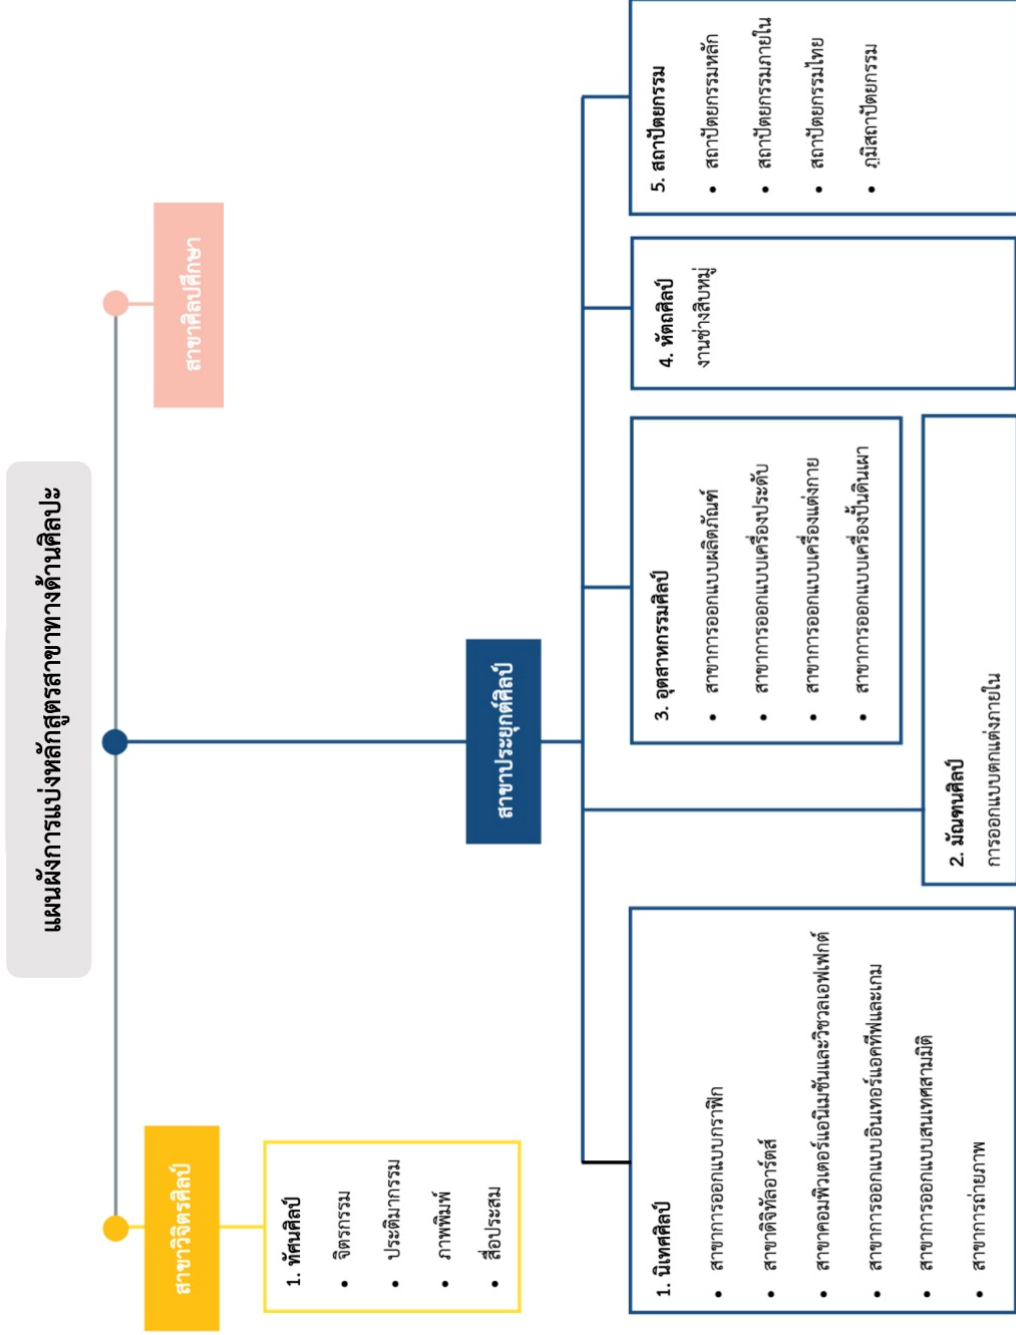 แผนผังการแบ่งหลักสูตรสาขาทางด้านศิลปะ
สาขาวิจิตรศิลป์
1. ทัศนศิลป์
• จิตรกรรม
• ประติมากรรม
• ภาพพิมพ์
• สื่อประสม
สาขาประยุกต์ศิลป์
1. นิเทศศิลป์
• สาขาการออกแบบกราฟิก
• สาขาดิจิทัลอาร์ตส์
• สาขาคอมพิวเตอร์แอนิเมชันและวิชวลเอฟเฟกต์
• สาขาการออกแบบอินเทอร์แอคทีฟและเกม
• สาขาการออกแบบสนเทศสามมิติ
• สาขาการถ่ายภาพ
2. มัณฑนศิลป์
การออกแบบตกแต่งภายใน
3. อุตสาหกรรมศิลป์
• สาขาการออกแบบผลิตภัณฑ์
• สาขาการออกแบบเครื่องประดับ
• สาขาการออกแบบเครื่องแต่งกาย
• สาขาการออกแบบเครื่องปั้นดินเผา
4. หัตถศิลป์
งานช่างสิบหมู่
5. สถาปัตยกรรม
• สถาปัตยกรรมหลัก
• สถาปัตยกรรมภายใน
• สถาปัตยกรรมไทย
• ภูมิสถาปัตยกรรม
สาขาศิลปศึกษา